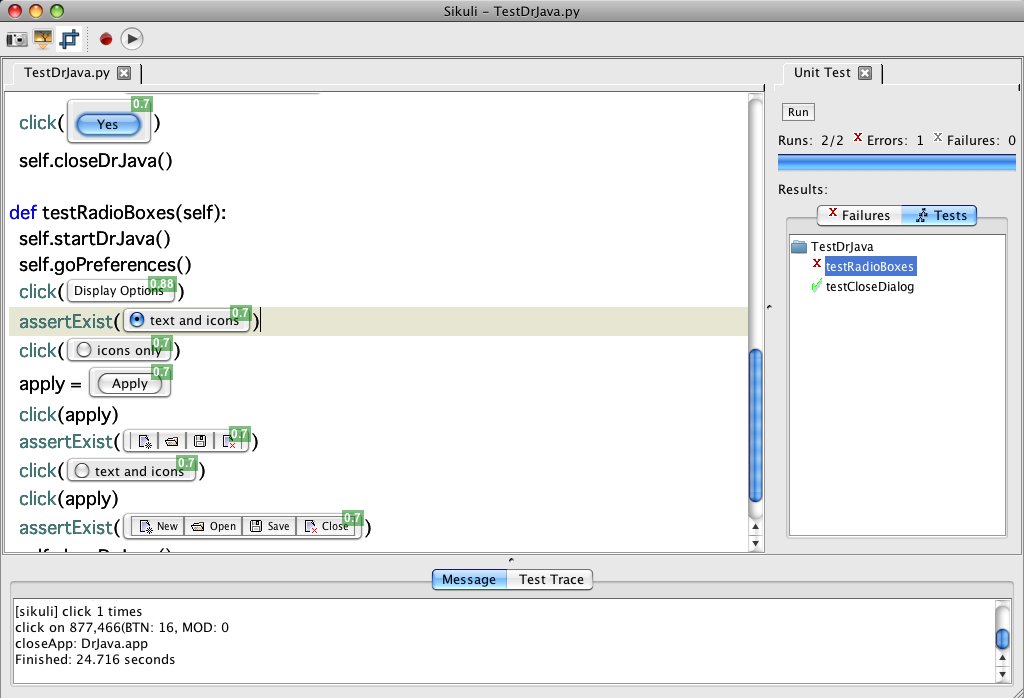 Sikuli - TestDrJava.py
TestDrJava.py
click( Yes 0.7 )
self.closeDrJava()
def testRadioBoxes(self):
self.startDrJava()
self.goPreferences()
click( Display Options 0.88 )
assertExist( text and icons 0.7 )
click( icons only 0.7 )
apply = Apply 0.7
click(apply)
assertExist( 0.7 )
click( text and icons 0.7 )
click(apply)
assertExist( New Open Save Close 0.7 )
Unit Test
Run
Runs: 2/2 Errors: 1 Failures: 0
Results:
Failures Tests
TestDrJava
testRadioBoxes
testCloseDialog
Message Test Trace
[sikuli] click 1 times
click on 877,466(BTN: 16, MOD: 0
closeApp: DrJava.app
Finished: 24.716 seconds